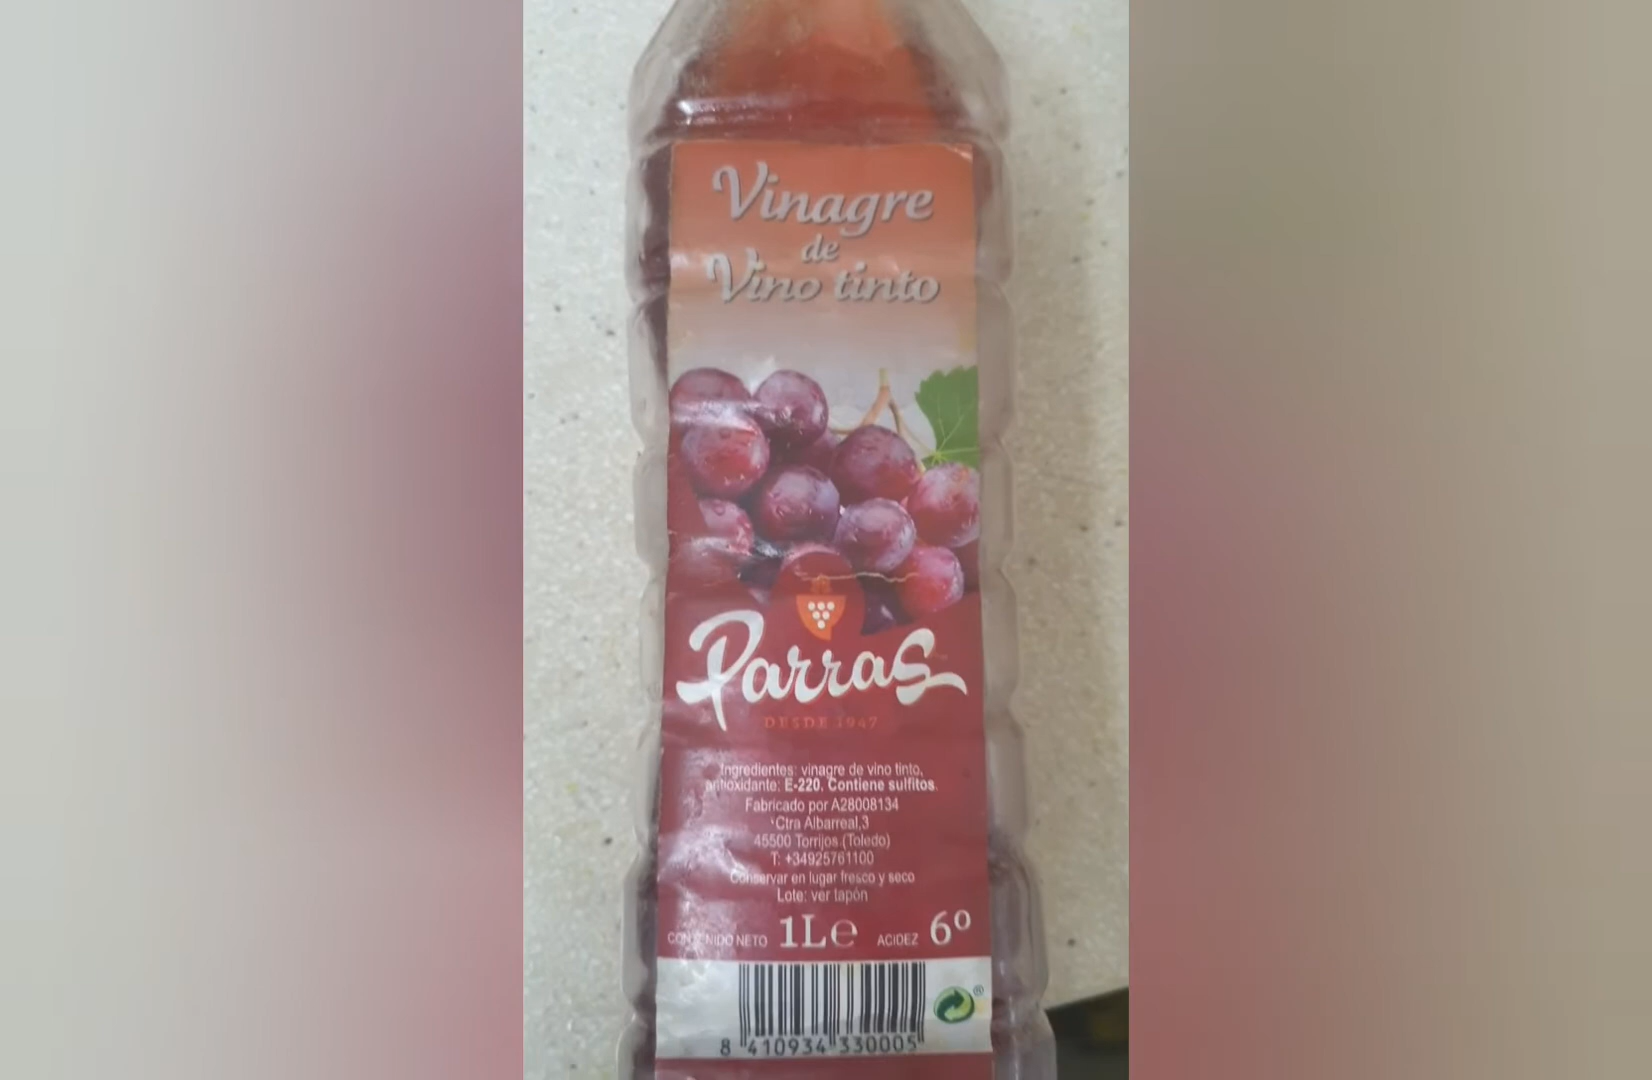 Vinagre
de
Vino tinto
Parras
DESDE 1947
Ingredientes: vinagre de vino tinto,
antioxidante: E-220. Contiene sulfitos.
Fabricado por A28008134
Ctra Albarreal,3
45500 Torrijos (Toledo)
T: +34925761100
Conservar en lugar fresco y seco
Lote: ver tapón
CONTENIDO NETO 1L℮ ACIDEZ 6º
8 410934 330005